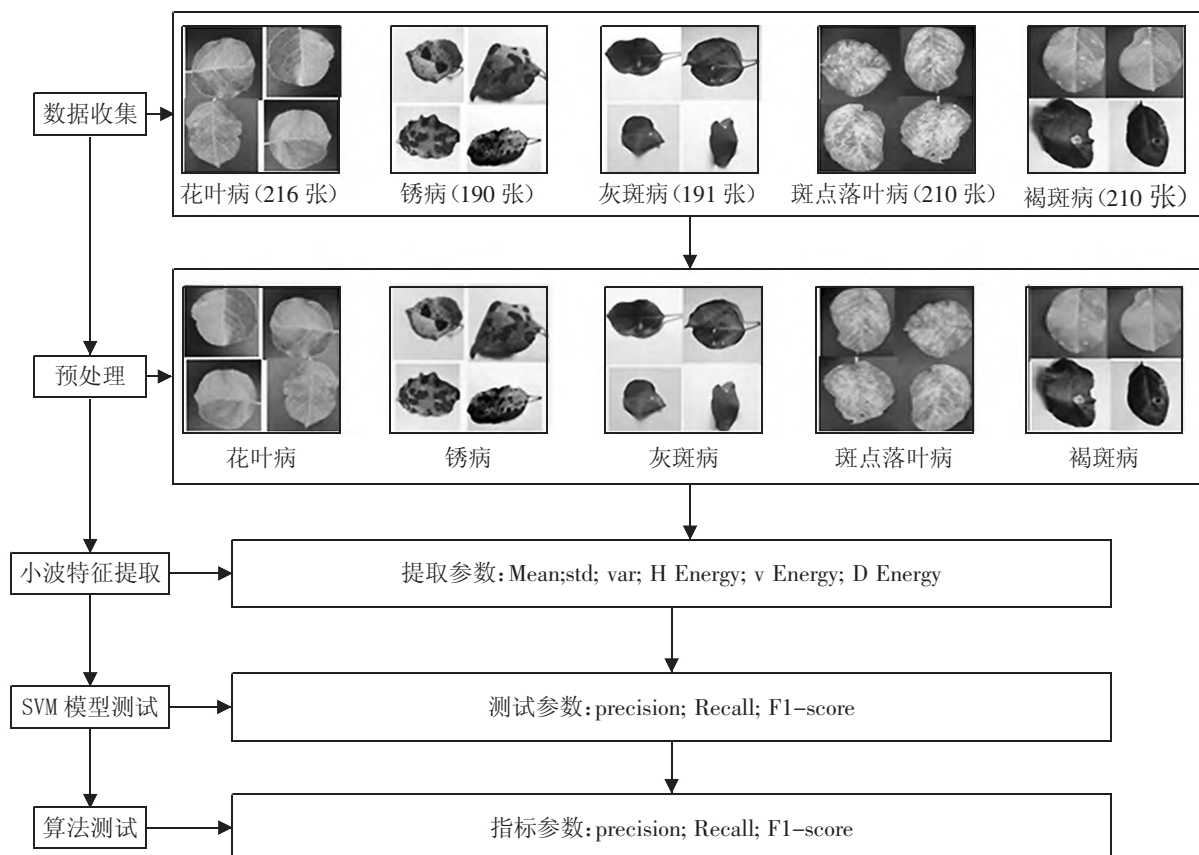 数据收集
花叶病(216 张)
锈病(190 张)
灰斑病(191 张)
斑点落叶病(210 张)
褐斑病(210 张)
预处理
花叶病
锈病
灰斑病
斑点落叶病
褐斑病
小波特征提取
提取参数:Mean;std; var; H Energy; v Energy; D Energy
SVM 模型测试
测试参数:precision; Recall; F1-score
算法测试
指标参数:precision; Recall; F1-score